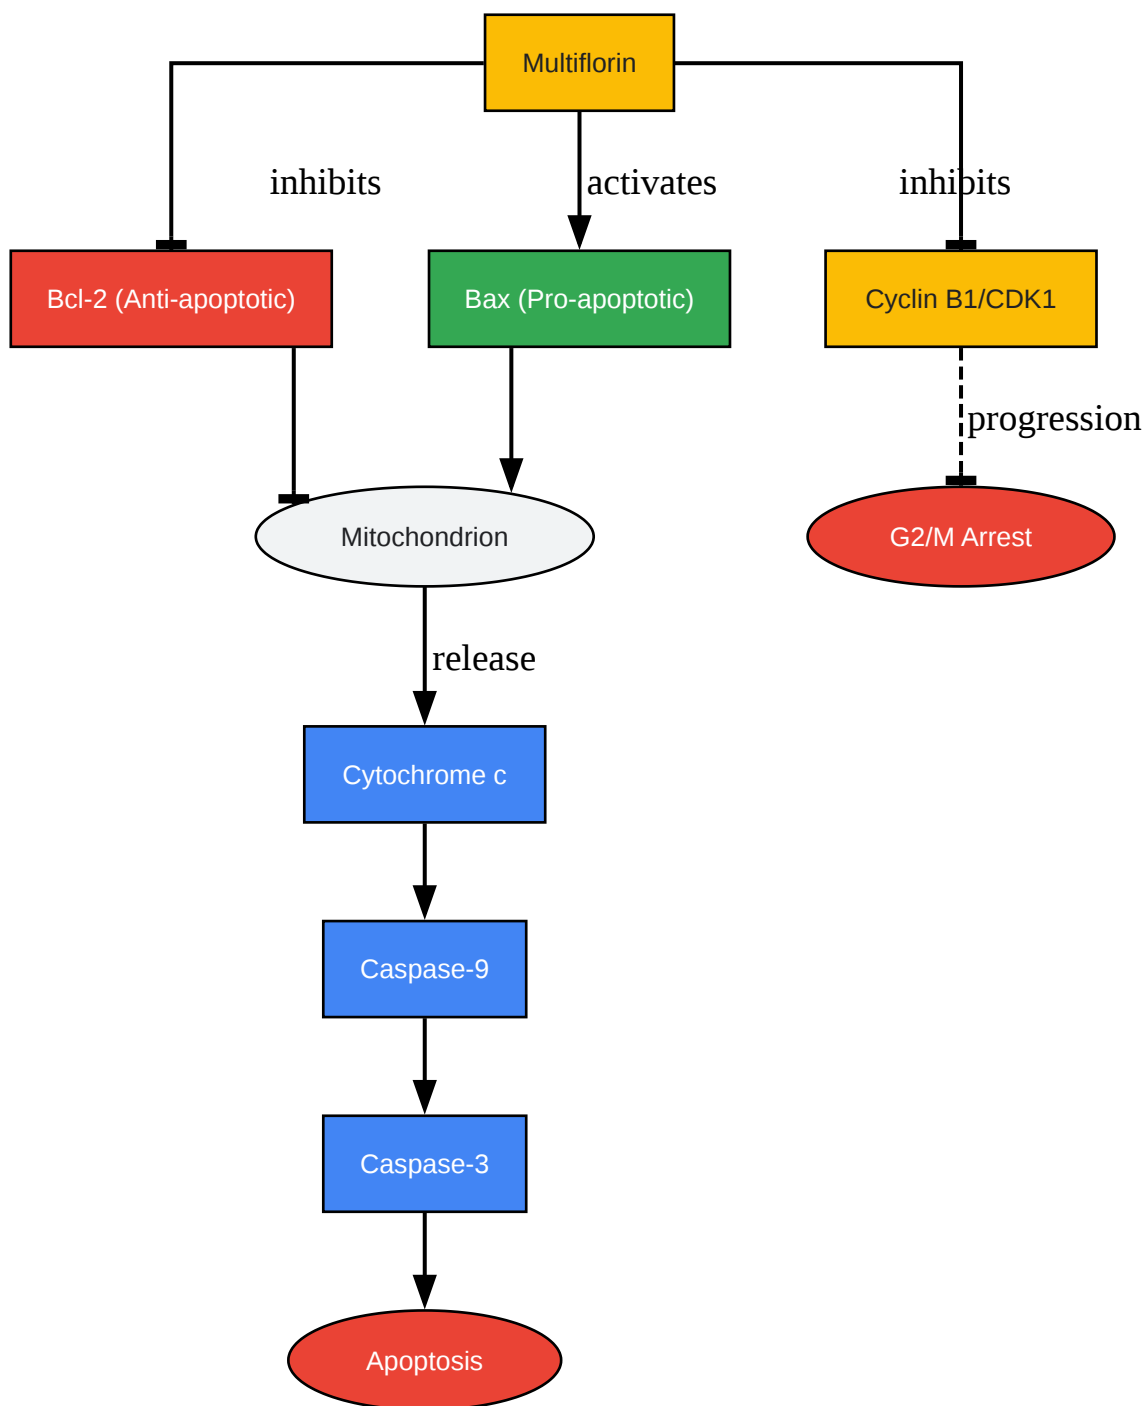 Multiflorin
inhibits
activates
inhibits
Bcl-2 (Anti-apoptotic)
Bax (Pro-apoptotic)
Cyclin B1/CDK1
progression
Mitochondrion
G2/M Arrest
release
Cytochrome c
Caspase-9
Caspase-3
Apoptosis